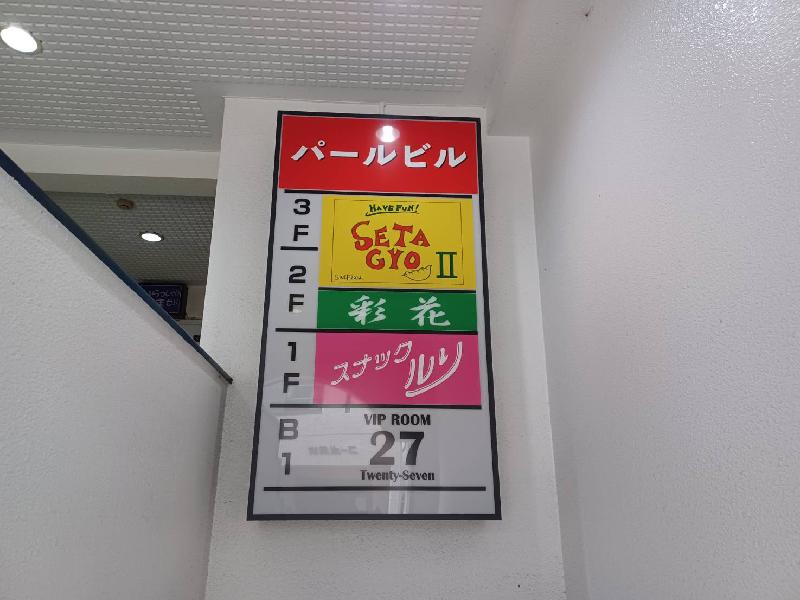 パールビル
3F
HAVE FUN!
SETA
GYO II
2F
彩花
1F
スナック
ルリ
B1
VIP ROOM
27
Twenty-Seven